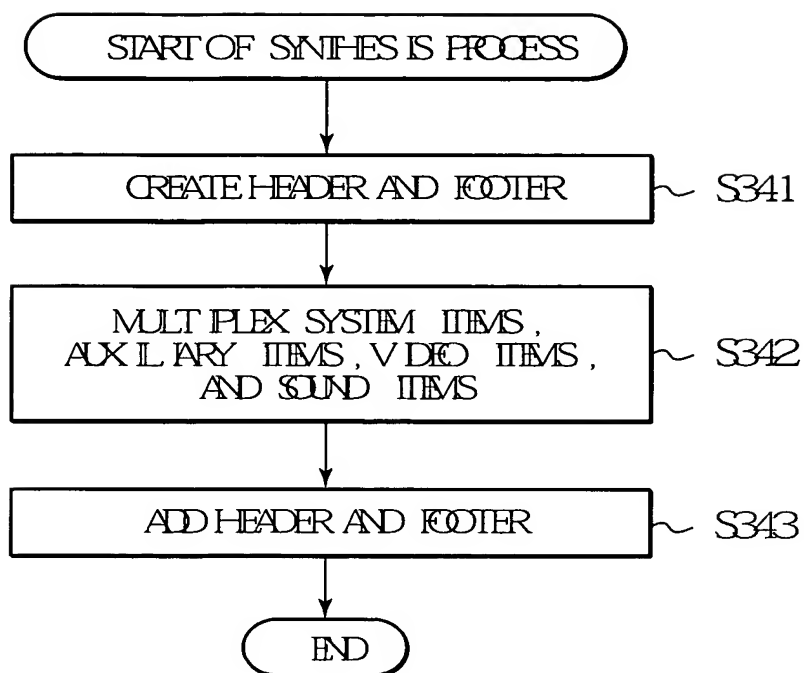 START OF SYNTHESIS PROCESS
CREATE HEADER AND FOOTER
S341
MULTIPLEX SYSTEM ITEMS,
AUXILIARY ITEMS, VIDEO ITEMS,
AND SOUND ITEMS
S342
ADD HEADER AND FOOTER
S343
END